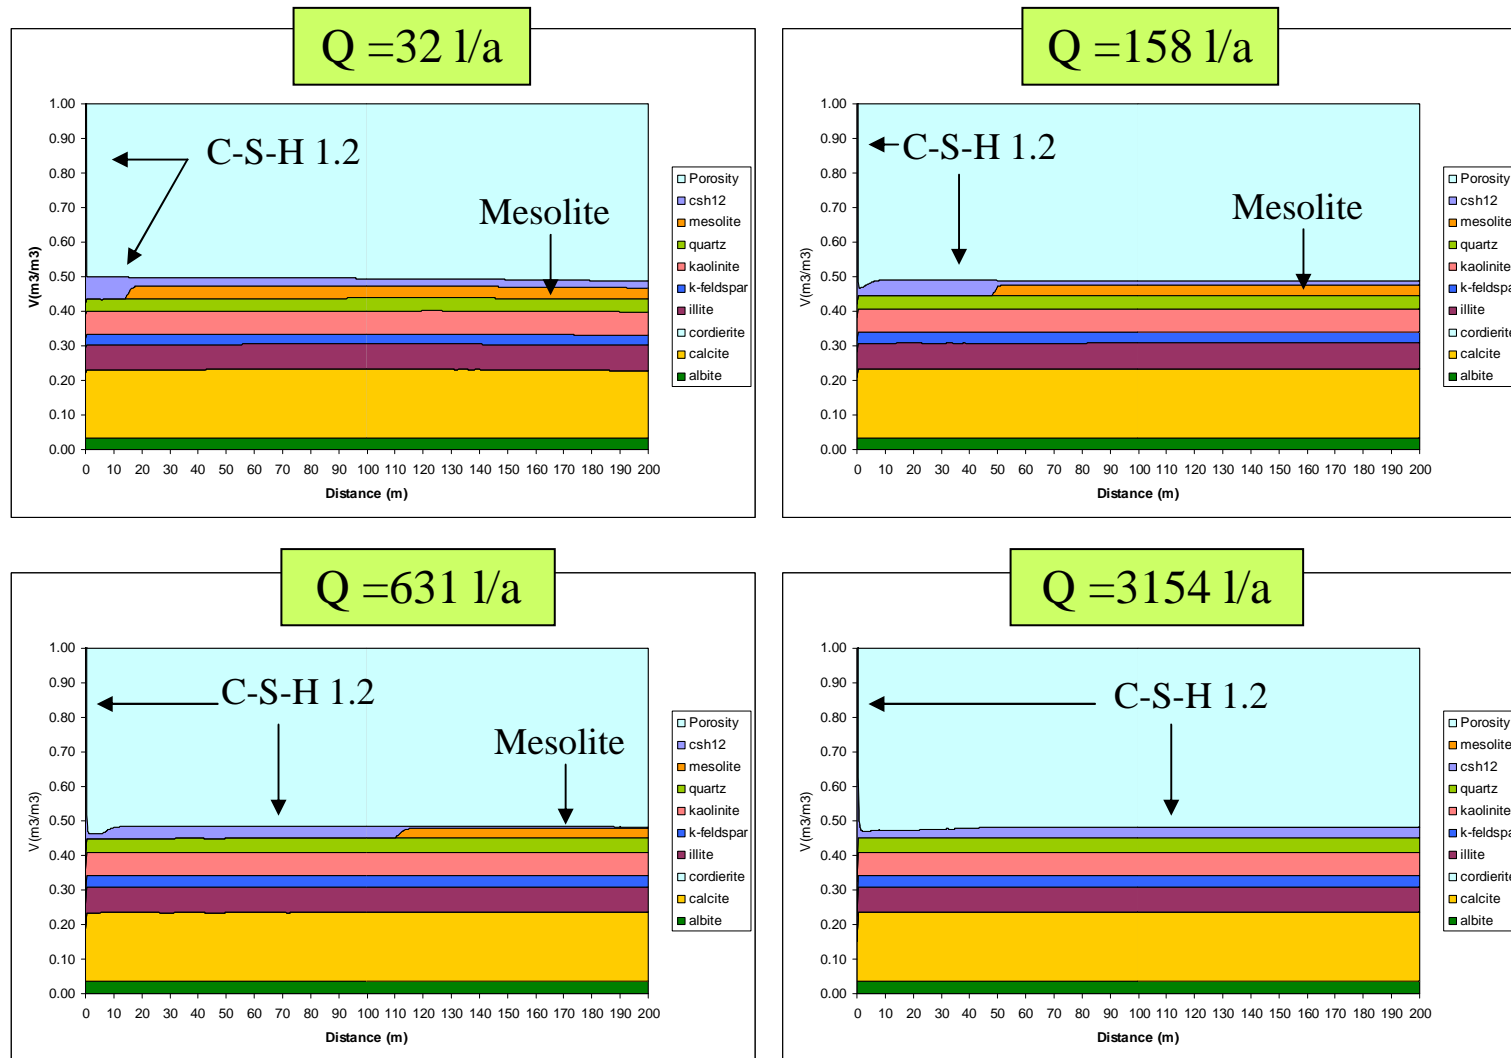 Q =32 l/a
1.00
0.90
0.80
0.70
0.60
0.50
0.40
0.30
0.20
0.10
0.00
V(m3/m3)
C-S-H 1.2
Mesolite
0 10 20 30 40 50 60 70 80 90 100 110 120 130 140 150 160 170 180 190 200
Distance (m)
Porosity
csh12
mesolite
quartz
kaolinite
k-feldspar
illite
cordierite
calcite
albite
Q =158 l/a
1.00
0.90
0.80
0.70
0.60
0.50
0.40
0.30
0.20
0.10
0.00
V(m3/m3)
C-S-H 1.2
Mesolite
0 10 20 30 40 50 60 70 80 90 100 110 120 130 140 150 160 170 180 190 200
Distance (m)
Porosity
csh12
mesolite
quartz
kaolinite
k-feldspa
illite
cordierite
calcite
albite
Q =631 l/a
1.00
0.90
0.80
0.70
0.60
0.50
0.40
0.30
0.20
0.10
0.00
V(m3/m3)
C-S-H 1.2
Mesolite
0 10 20 30 40 50 60 70 80 90 100 110 120 130 140 150 160 170 180 190 200
Distance (m)
Porosity
csh12
mesolite
quartz
kaolinite
k-feldspar
illite
cordierite
calcite
albite
Q =3154 l/a
1.00
0.90
0.80
0.70
0.60
0.50
0.40
0.30
0.20
0.10
0.00
V(m3/m3)
C-S-H 1.2
0 10 20 30 40 50 60 70 80 90 100 110 120 130 140 150 160 170 180 190 200
Distance (m)
Porosity
mesolite
csh12
quartz
kaolinite
k-feldspa
illite
cordierite
calcite
albite